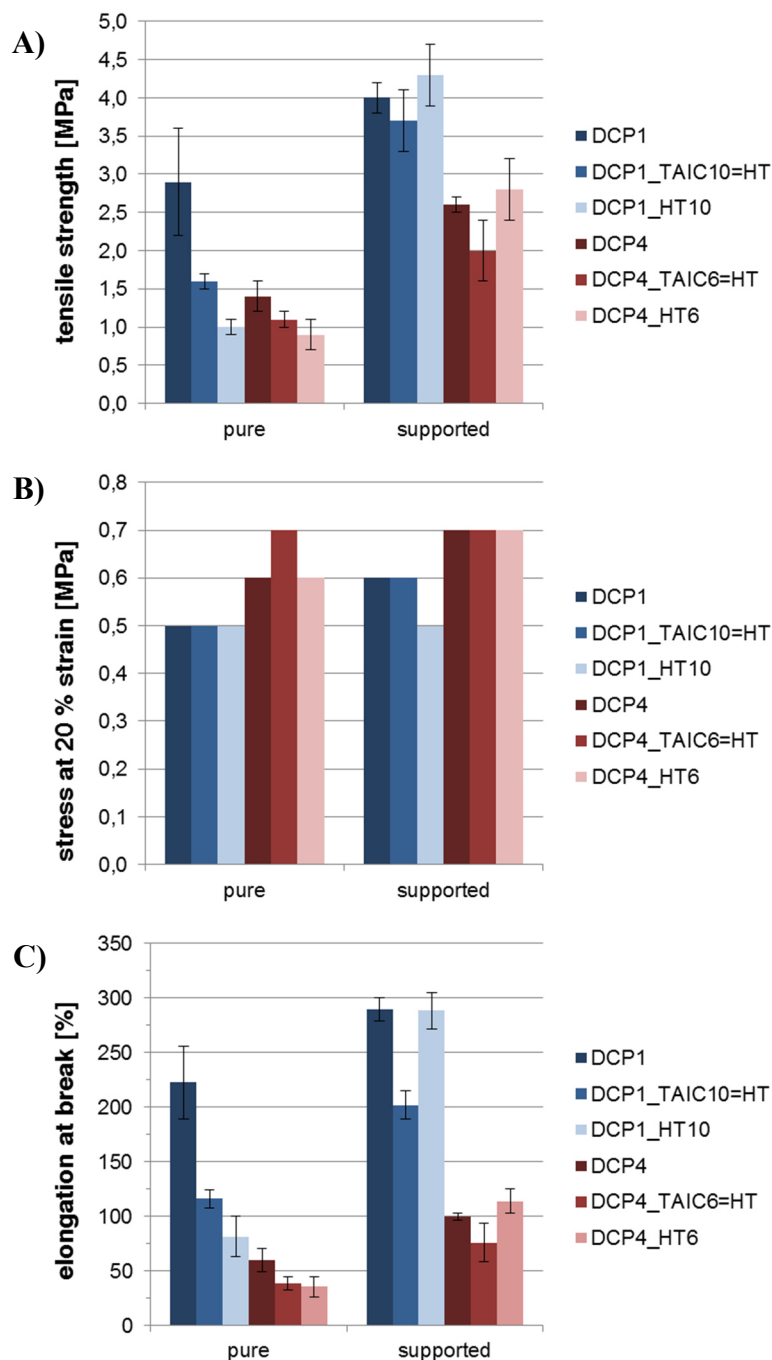 A)
tensile strength [MPa]
5,0
4,5
4,0
3,5
3,0
2,5
2,0
1,5
1,0
0,5
0,0
pure
supported
DCP1
DCP1_TAIC10=HT
DCP1_HT10
DCP4
DCP4_TAIC6=HT
DCP4_HT6
B)
stress at 20 % strain [MPa]
0,8
0,7
0,6
0,5
0,4
0,3
0,2
0,1
0,0
pure
supported
DCP1
DCP1_TAIC10=HT
DCP1_HT10
DCP4
DCP4_TAIC6=HT
DCP4_HT6
C)
elongation at break [%]
350
300
250
200
150
100
50
0
pure
supported
DCP1
DCP1_TAIC10=HT
DCP1_HT10
DCP4
DCP4_TAIC6=HT
DCP4_HT6